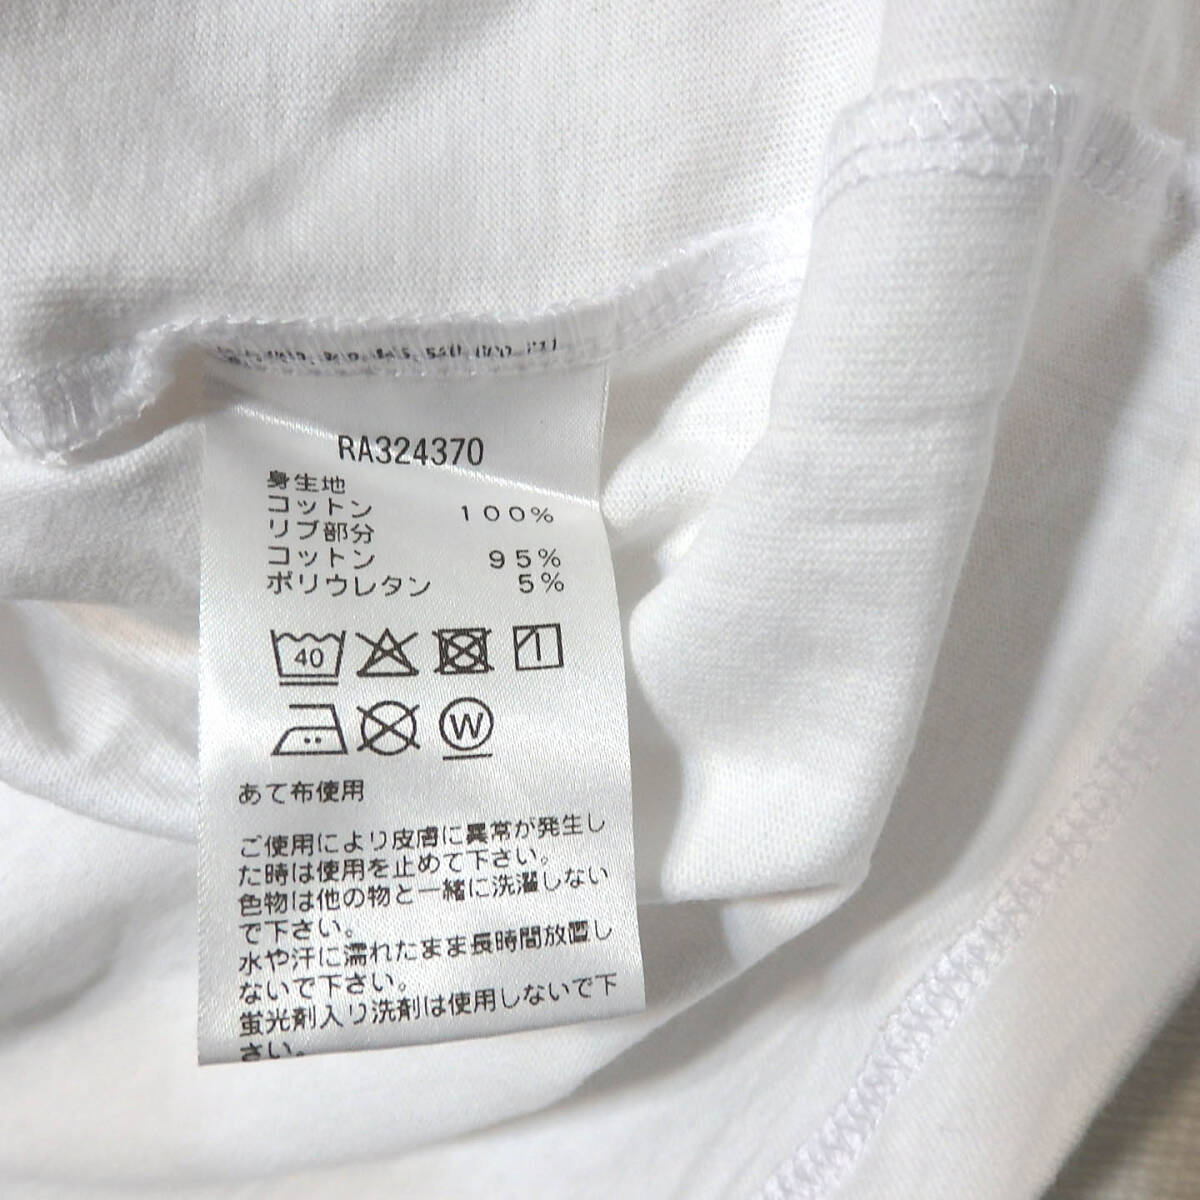 RA324370
身生地
コットン 100%
リブ部分
コットン 95%
ポリウレタン 5%
40
W
あて布使用
ご使用により皮膚に異常が発生し
た時は使用を止めて下さい。
色物は他の物と一緒に洗濯しない
で下さい。
水や汗に濡れたまま長時間放置し
ないで下さい。
蛍光剤入り洗剤は使用しないで下
さい。